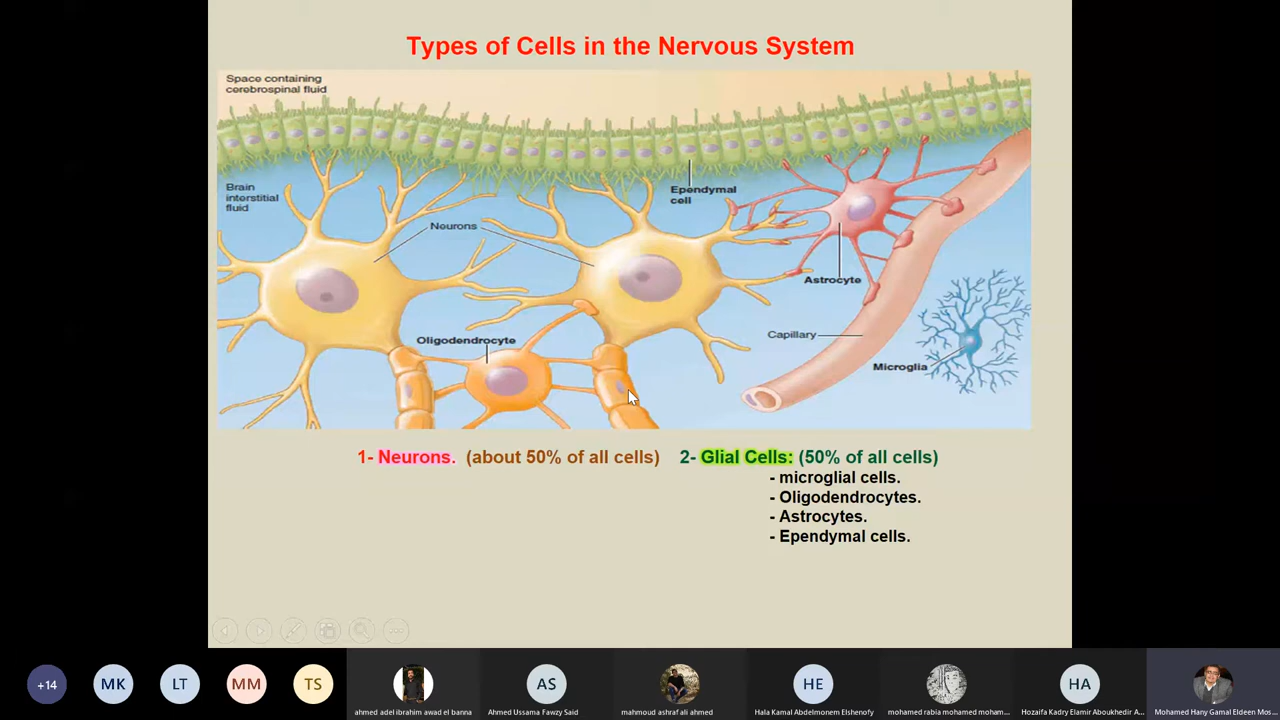 Types of Cells in the Nervous System
Space containing
cerebrospinal fluid
Brain
interstitial
fluid
Neurons
Ependymal
cell
Astrocyte
Oligodendrocyte
Capillary
Microglia
1- Neurons. (about 50% of all cells) 2- Glial Cells: (50% of all cells)
- microglial cells.
- Oligodendrocytes.
- Astrocytes.
- Ependymal cells.
+14
MK
LT
MM
TS
AS
HE
HA
ahmed adel ibrahim awad el banna
Ahmed Ussama Fawzy Said
mahmoud ashraf ali ahmed
Hala Kamal Abdelmonem Elshenofy
mohamed rabia mohamed moham...
Hozaifa Kadry Elamir Aboukhedir A...
Mohamed Hany Gamal Eldeen Mos...